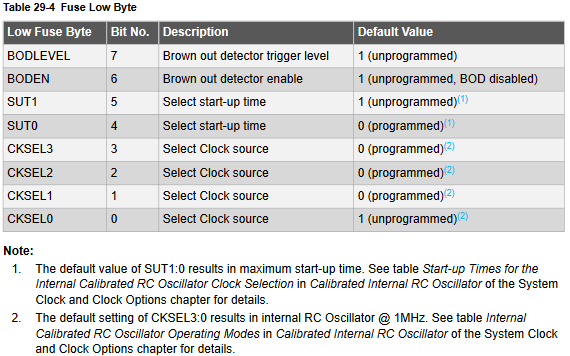 Table 29-4 Fuse Low Byte
Low Fuse Byte Bit No. Description Default Value
BODLEVEL 7 Brown out detector trigger level 1 (unprogrammed)
BODEN 6 Brown out detector enable 1 (unprogrammed, BOD disabled)
SUT1 5 Select start-up time 1 (unprogrammed)(1)
SUT0 4 Select start-up time 0 (programmed)(1)
CKSEL3 3 Select Clock source 0 (programmed)(2)
CKSEL2 2 Select Clock source 0 (programmed)(2)
CKSEL1 1 Select Clock source 0 (programmed)(2)
CKSEL0 0 Select Clock source 1 (unprogrammed)(2)
Note:
1. The default value of SUT1:0 results in maximum start-up time. See table Start-up Times for the
Internal Calibrated RC Oscillator Clock Selection in Calibrated Internal RC Oscillator of the System
Clock and Clock Options chapter for details.
2. The default setting of CKSEL3:0 results in internal RC Oscillator @ 1MHz. See table Internal
Calibrated RC Oscillator Operating Modes in Calibrated Internal RC Oscillator of the System Clock
and Clock Options chapter for details.